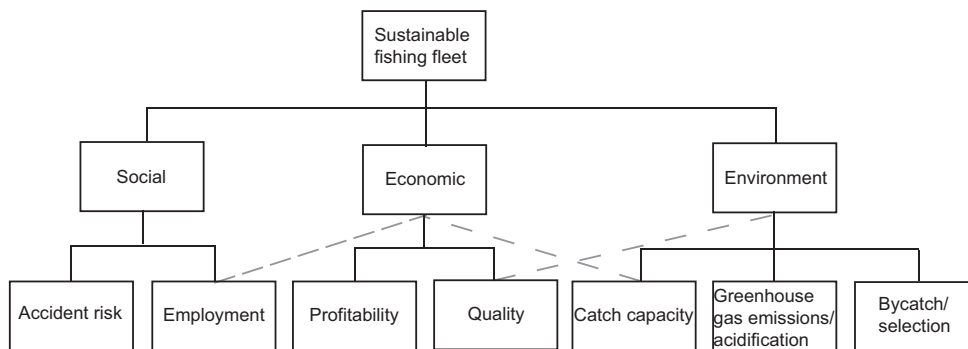 Sustainable
fishing fleet
Social
Economic
Environment
Accident risk
Employment
Profitability
Quality
Catch capacity
Greenhouse
gas emissions/
acidification
Bycatch/
selection